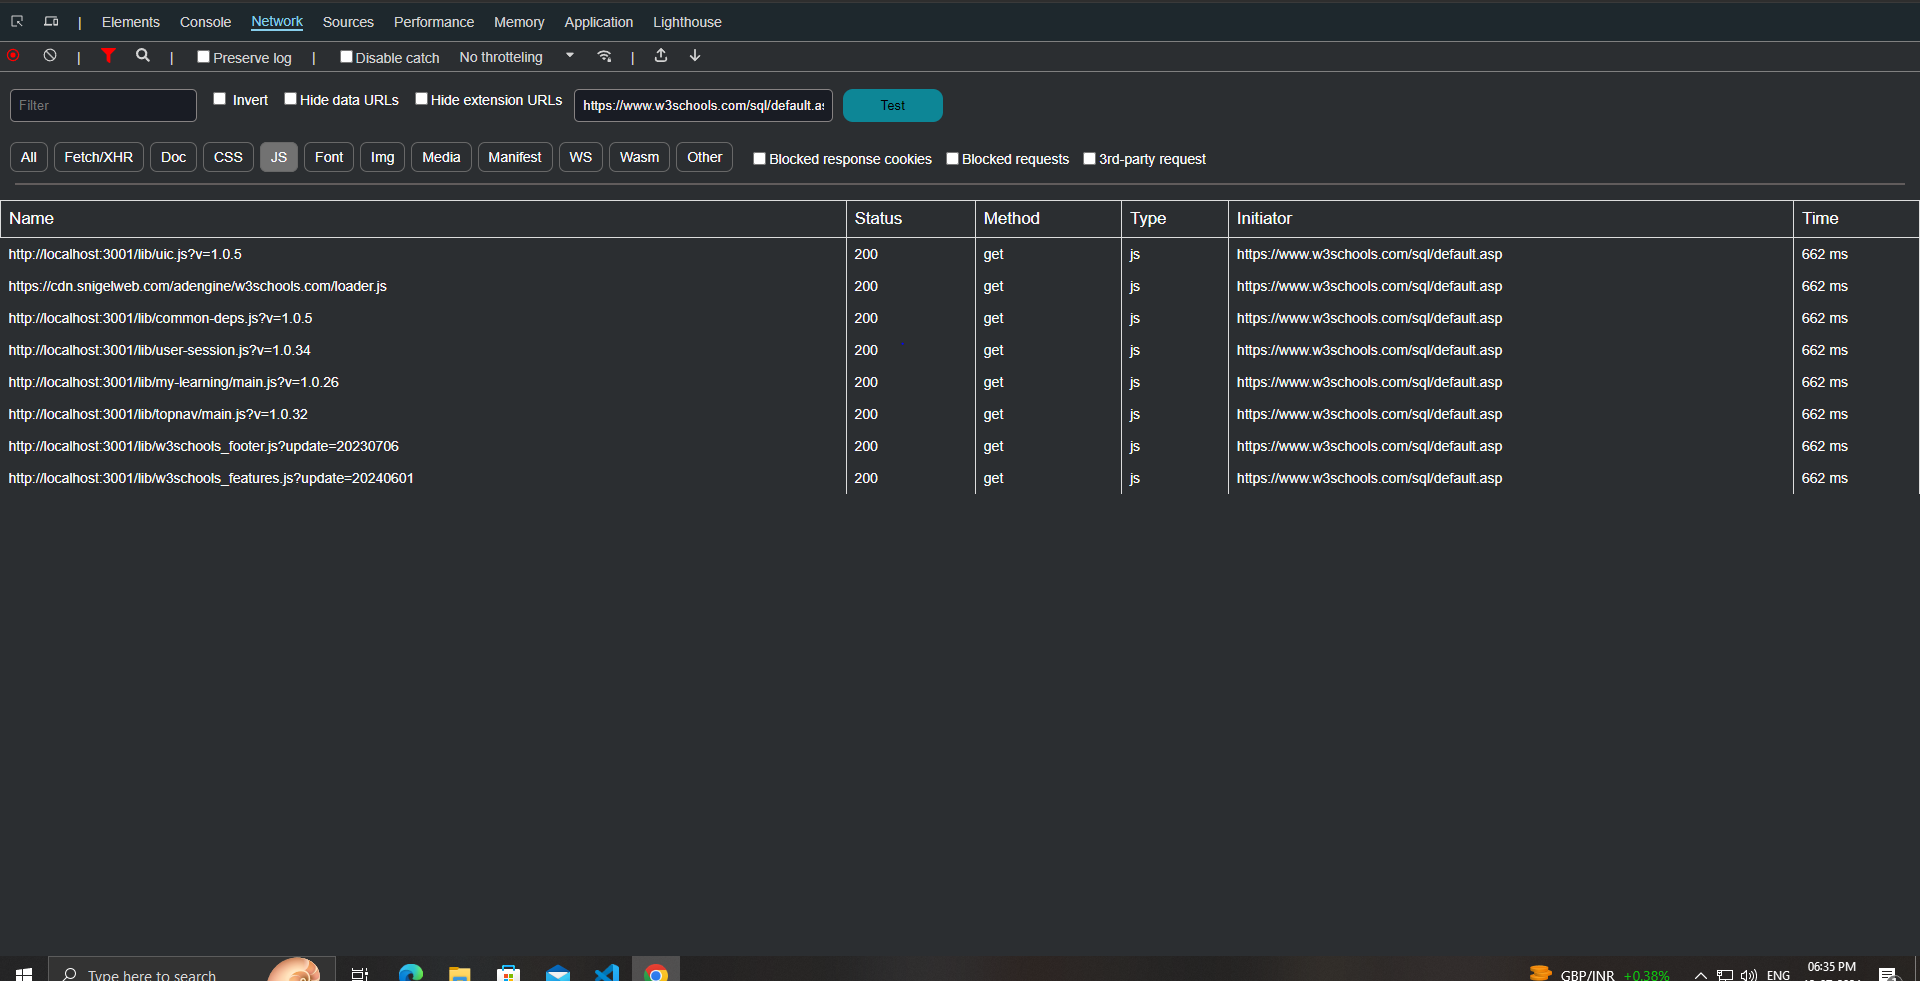 | Elements Console Network Sources Performance Memory Application Lighthouse
| | Preserve log | Disable catch No throtteling |
Filter Invert Hide data URLs Hide extension URLs https://www.w3schools.com/sql/default.as Test
All Fetch/XHR Doc CSS JS Font Img Media Manifest WS Wasm Other Blocked response cookies Blocked requests 3rd-party request
Name Status Method Type Initiator Time
http://localhost:3001/lib/uic.js?v=1.0.5 200 get js https://www.w3schools.com/sql/default.asp 662 ms
https://cdn.snigelweb.com/adengine/w3schools.com/loader.js 200 get js https://www.w3schools.com/sql/default.asp 662 ms
http://localhost:3001/lib/common-deps.js?v=1.0.5 200 get js https://www.w3schools.com/sql/default.asp 662 ms
http://localhost:3001/lib/user-session.js?v=1.0.34 200 get js https://www.w3schools.com/sql/default.asp 662 ms
http://localhost:3001/lib/my-learning/main.js?v=1.0.26 200 get js https://www.w3schools.com/sql/default.asp 662 ms
http://localhost:3001/lib/topnav/main.js?v=1.0.32 200 get js https://www.w3schools.com/sql/default.asp 662 ms
http://localhost:3001/lib/w3schools_footer.js?update=20230706 200 get js https://www.w3schools.com/sql/default.asp 662 ms
http://localhost:3001/lib/w3schools_features.js?update=20240601 200 get js https://www.w3schools.com/sql/default.asp 662 ms
Type here to search GBP/INR +0.38% ENG 06:35 PM